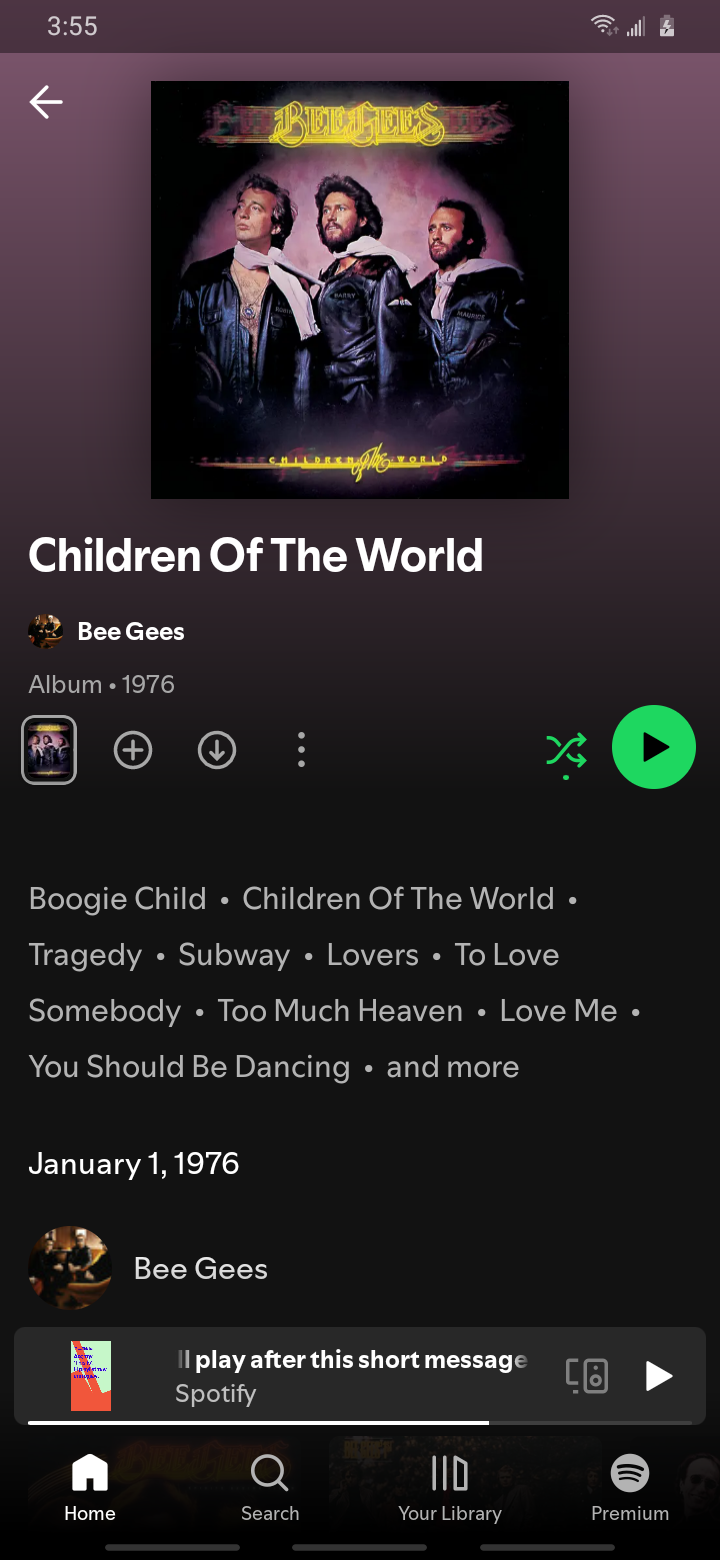 3:55
BEE GEES
BARRY
MAURICE
CHILDREN Of The WORLD
Children Of The World
Bee Gees
Album • 1976
Boogie Child • Children Of The World •
Tragedy • Subway • Lovers • To Love
Somebody • Too Much Heaven • Love Me •
You Should Be Dancing • and more
January 1, 1976
Bee Gees
ll play after this short message
Spotify
Home
Search
Your Library
Premium